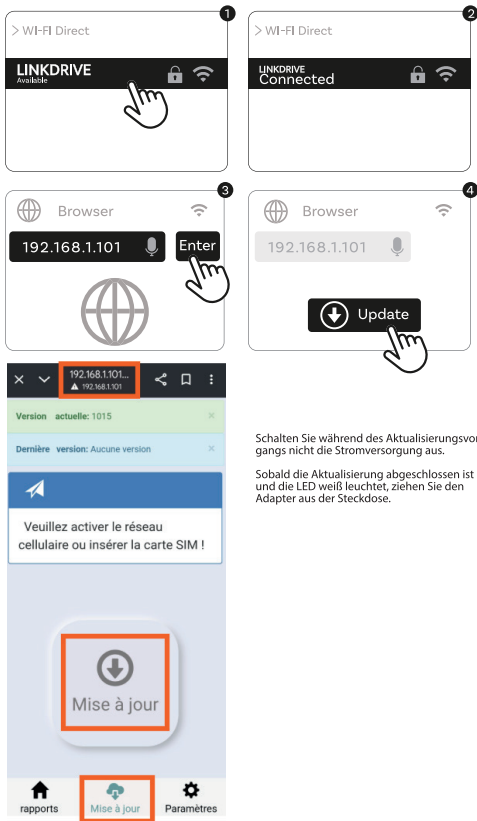 1
> WI-FI Direct
LINKDRIVE
Available
2
> WI-FI Direct
LINKDRIVE
Connected
3
Browser
192.168.1.101
Enter
4
Browser
192.168.1.101
Update
192.168.1.101...
192.168.1.101
Version actuelle: 1015
Dernière version: Aucune version
Veuillez activer le réseau
cellulaire ou insérer la carte SIM !
Mise à jour
rapports
Mise à jour
Paramètres
Schalten Sie während des Aktualisierungsvor
gangs nicht die Stromversorgung aus.
Sobald die Aktualisierung abgeschlossen ist
und die LED weiß leuchtet, ziehen Sie den
Adapter aus der Steckdose.